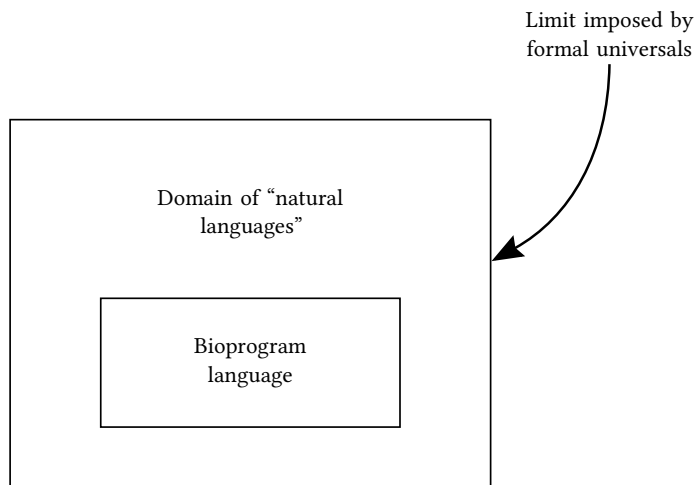 Limit imposed by
formal universals
Domain of “natural
languages”
Bioprogram
language